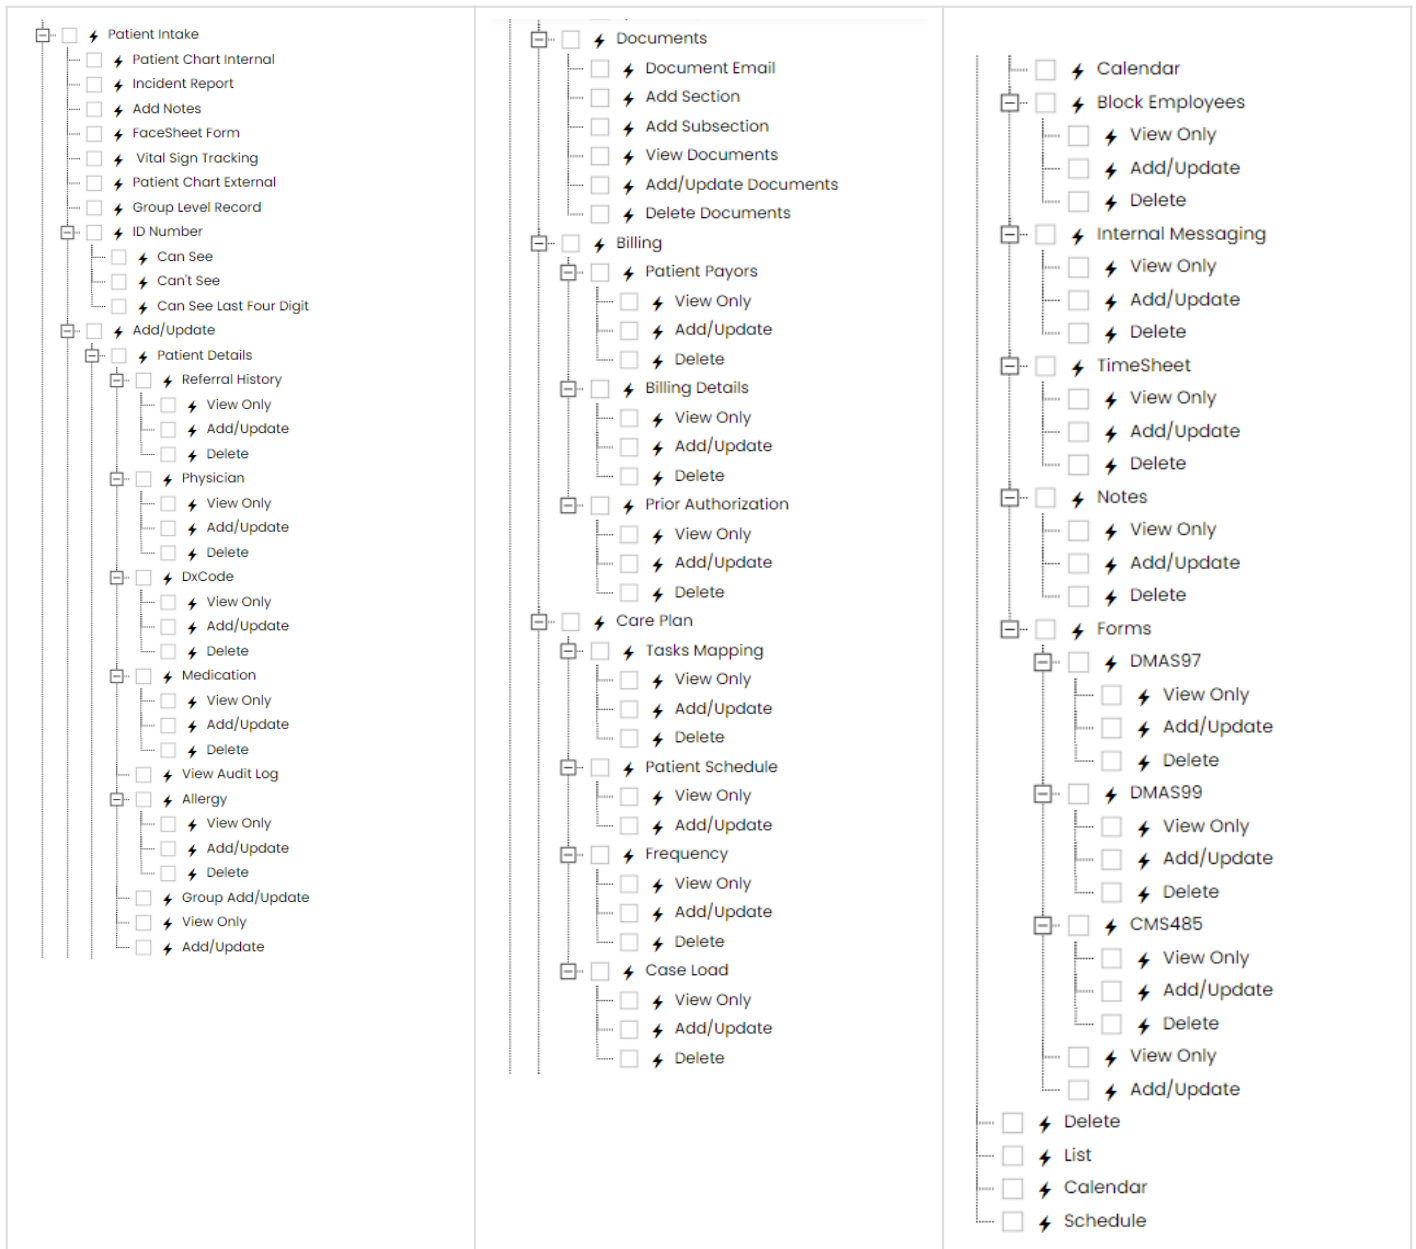 Patient Intake
Patient Chart Internal
Incident Report
Add Notes
FaceSheet Form
Vital Sign Tracking
Patient Chart External
Group Level Record
ID Number
Can See
Can't See
Can See Last Four Digit
Add/Update
Patient Details
Referral History
View Only
Add/Update
Delete
Physician
View Only
Add/Update
Delete
DxCode
View Only
Add/Update
Delete
Medication
View Only
Add/Update
Delete
View Audit Log
Allergy
View Only
Add/Update
Delete
Group Add/Update
View Only
Add/Update
Documents
Document Email
Add Section
Add Subsection
View Documents
Add/Update Documents
Delete Documents
Billing
Patient Payors
View Only
Add/Update
Delete
Billing Details
View Only
Add/Update
Delete
Prior Authorization
View Only
Add/Update
Delete
Care Plan
Tasks Mapping
View Only
Add/Update
Delete
Patient Schedule
View Only
Add/Update
Frequency
View Only
Add/Update
Delete
Case Load
View Only
Add/Update
Delete
Calendar
Block Employees
View Only
Add/Update
Delete
Internal Messaging
View Only
Add/Update
Delete
TimeSheet
View Only
Add/Update
Delete
Notes
View Only
Add/Update
Delete
Forms
DMAS97
View Only
Add/Update
Delete
DMAS99
View Only
Add/Update
Delete
CMS485
View Only
Add/Update
Delete
View Only
Add/Update
Delete
List
Calendar
Schedule